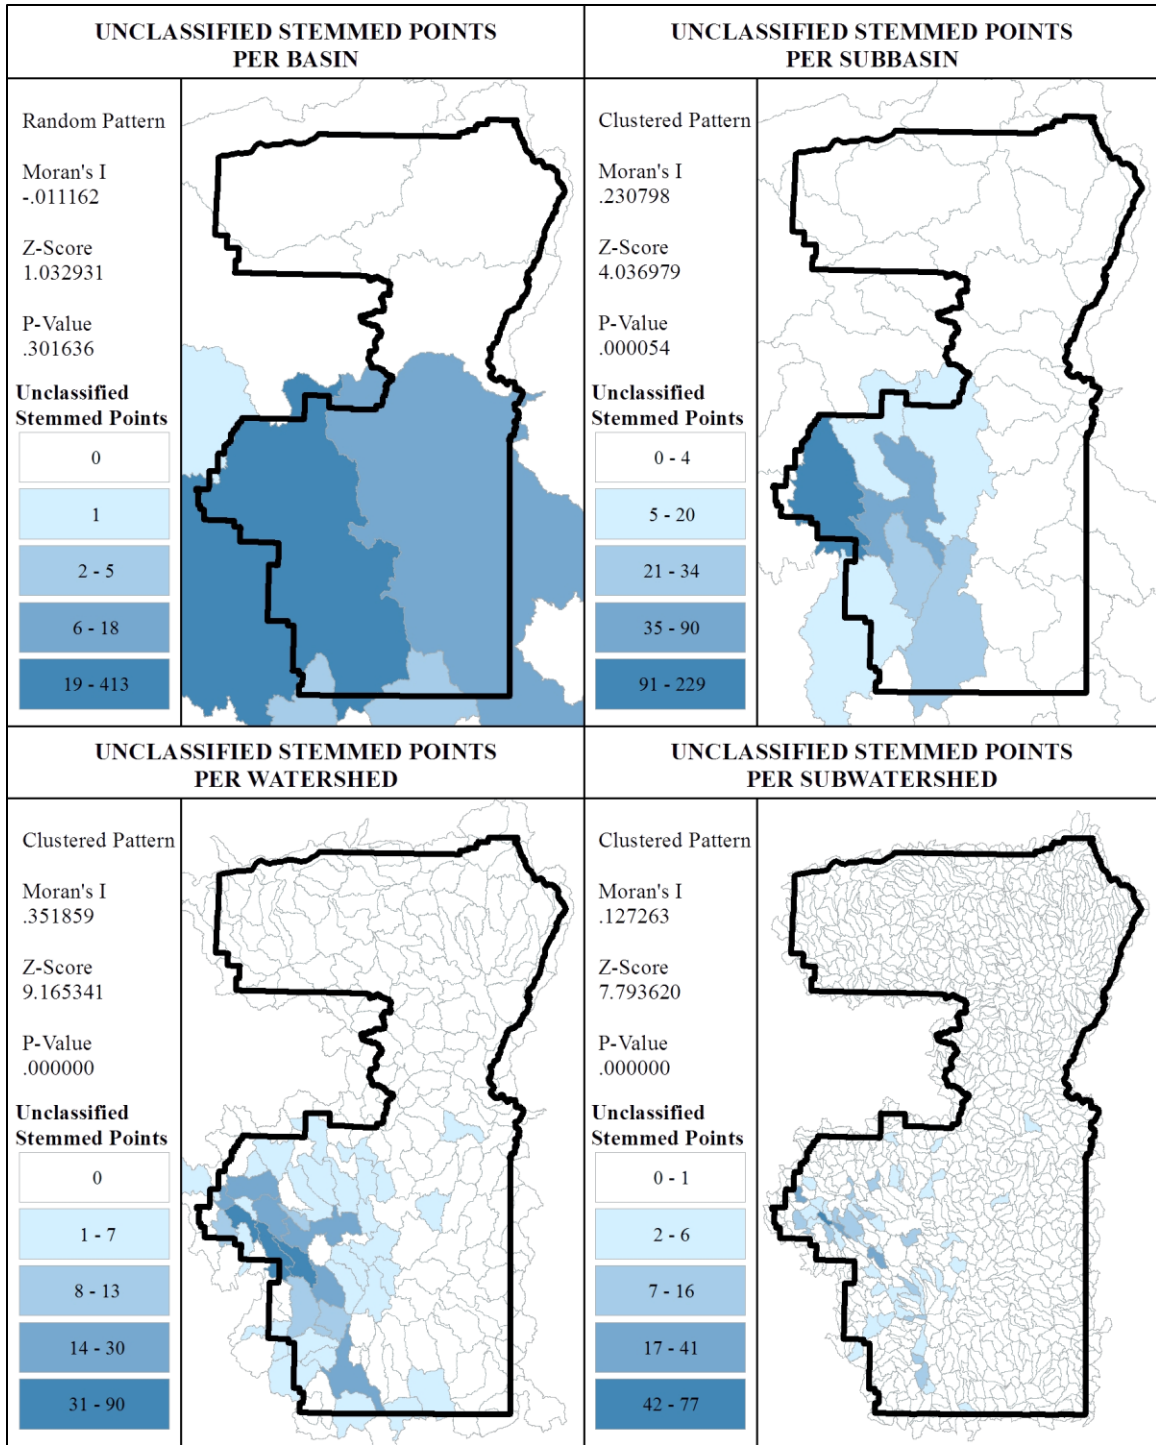 UNCLASSIFIED STEMMED POINTS
PER BASIN
Random Pattern
Moran's I
-.011162
Z-Score
1.032931
P-Value
.301636
Unclassified
Stemmed Points
0
1
2 - 5
6 - 18
19 - 413
UNCLASSIFIED STEMMED POINTS
PER SUBBASIN
Clustered Pattern
Moran's I
.230798
Z-Score
4.036979
P-Value
.000054
Unclassified
Stemmed Points
0 - 4
5 - 20
21 - 34
35 - 90
91 - 229
UNCLASSIFIED STEMMED POINTS
PER WATERSHED
Clustered Pattern
Moran's I
.351859
Z-Score
9.165341
P-Value
.000000
Unclassified
Stemmed Points
0
1 - 7
8 - 13
14 - 30
31 - 90
UNCLASSIFIED STEMMED POINTS
PER SUBWATERSHED
Clustered Pattern
Moran's I
.127263
Z-Score
7.793620
P-Value
.000000
Unclassified
Stemmed Points
0 - 1
2 - 6
7 - 16
17 - 41
42 - 77